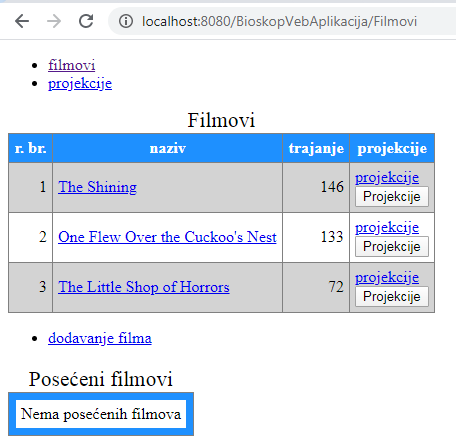 localhost:8080/BioskopVebAplikacija/Filmovi
filmovi
projekcije
Filmovi
r. br. naziv trajanje projekcije
1 The Shining 146 projekcije
Projekcije
2 One Flew Over the Cuckoo's Nest 133 projekcije
Projekcije
3 The Little Shop of Horrors 72 projekcije
Projekcije
dodavanje filma
Posećeni filmovi
Nema posećenih filmova